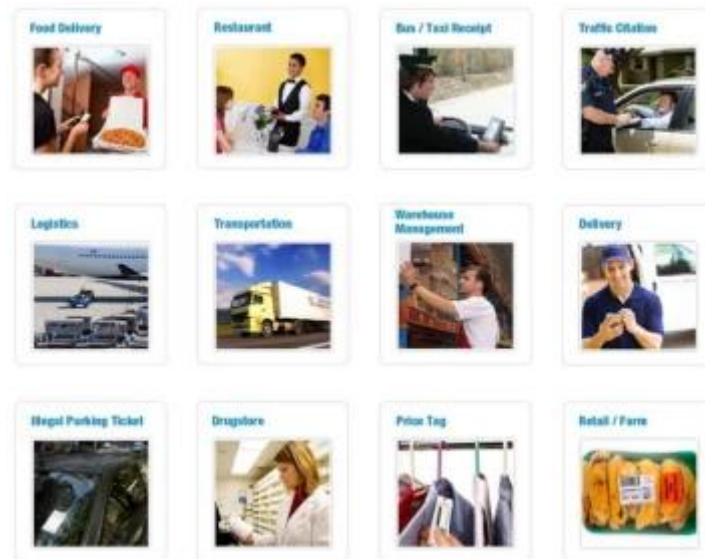 Food Delivery
Restaurant
Bus / Taxi Receipt
Traffic Citation
Logistics
Transportation
Warehouse
Management
Delivery
Illegal Parking Ticket
Drugstore
Price Tag
Retail / Farm